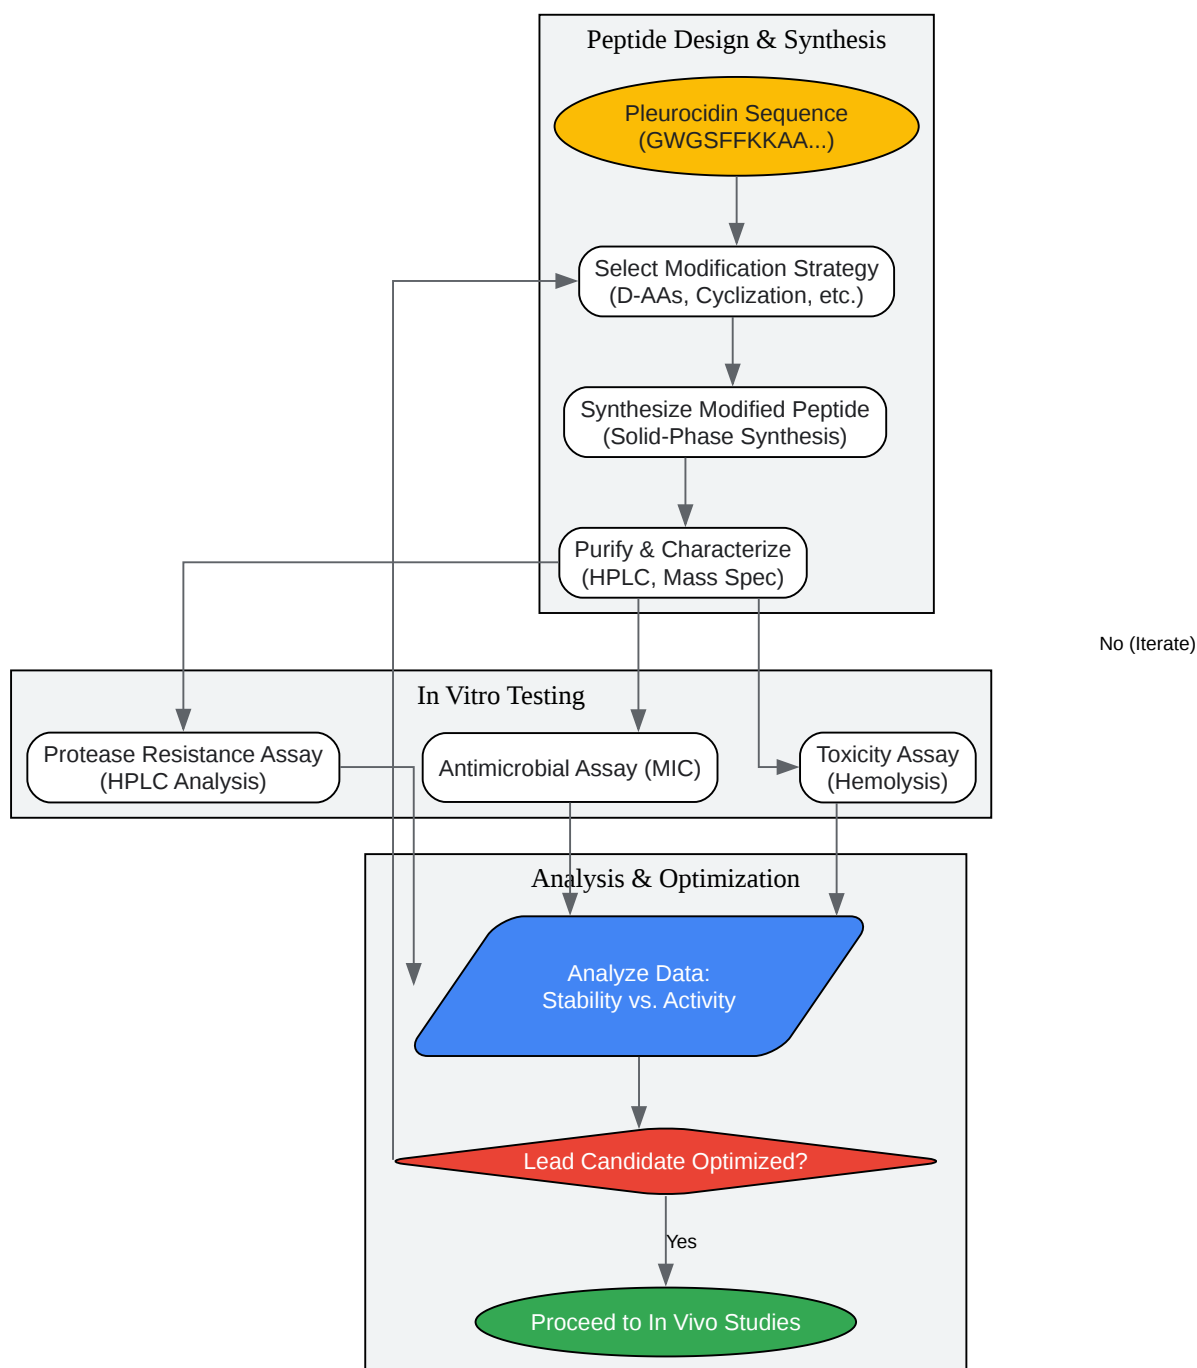 Peptide Design & Synthesis
Pleurocidin Sequence
(GWGSFFKKAA...)
Select Modification Strategy
(D-AAs, Cyclization, etc.)
Synthesize Modified Peptide
(Solid-Phase Synthesis)
Purify & Characterize
(HPLC, Mass Spec)
No (Iterate)
In Vitro Testing
Protease Resistance Assay
(HPLC Analysis)
Antimicrobial Assay (MIC)
Toxicity Assay
(Hemolysis)
Analysis & Optimization
Analyze Data:
Stability vs. Activity
Lead Candidate Optimized?
Yes
Proceed to In Vivo Studies